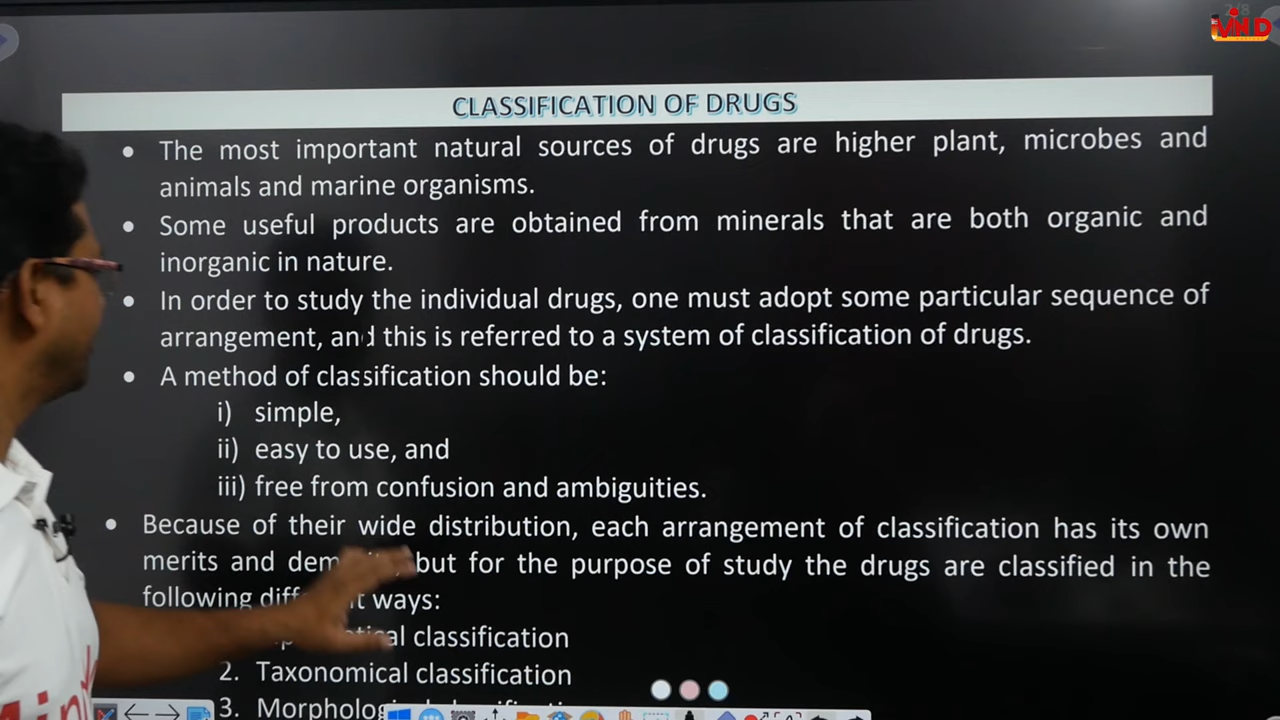 2/8
CLASSIFICATION OF DRUGS
• The most important natural sources of drugs are higher plant, microbes and
animals and marine organisms.
• Some useful products are obtained from minerals that are both organic and
inorganic in nature.
• In order to study the individual drugs, one must adopt some particular sequence of
arrangement, and this is referred to a system of classification of drugs.
• A method of classification should be:
i) simple,
ii) easy to use, and
iii) free from confusion and ambiguities.
• Because of their wide distribution, each arrangement of classification has its own
merits and but for the purpose of study the drugs are classified in the
following ways:
classification
2. Taxonomical classification
3.